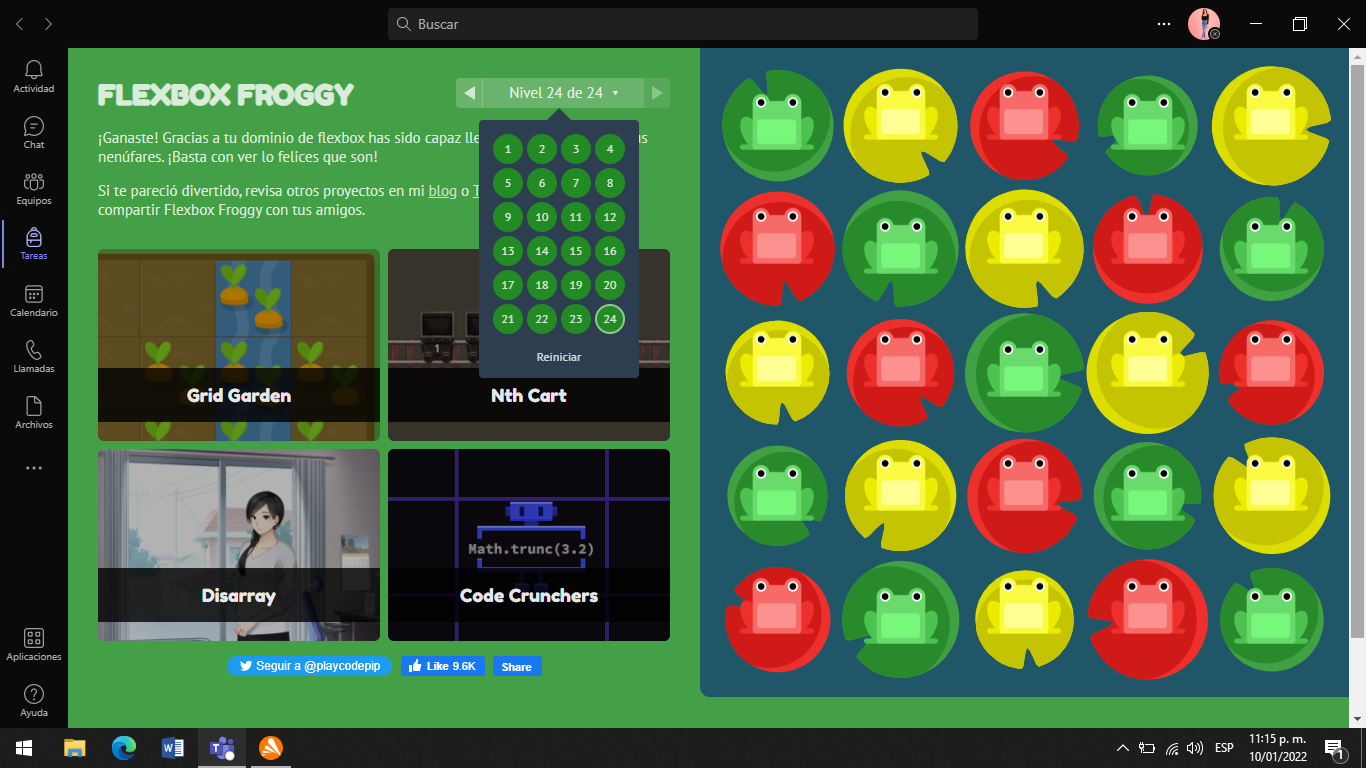 Buscar
Actividad
Chat
Equipos
Tareas
Calendario
Llamadas
Archivos
Aplicaciones
Ayuda
FLEXBOX FROGGY
Nivel 24 de 24
¡Ganaste! Gracias a tu dominio de flexbox has sido capaz lle us
nenúfares. ¡Basta con ver lo felices que son!
Si te pareció divertido, revisa otros proyectos en mi blog o T
compartir Flexbox Froggy con tus amigos.
1 2 3 4
5 6 7 8
9 10 11 12
13 14 15 16
17 18 19 20
21 22 23 24
Reiniciar
1
Grid Garden
Nth Cart
Math.trunc(3.2)
Disarray
Code Crunchers
Seguir a @playcodepip
Like 9.6K
Share
ESP
11:15 p. m.
10/01/2022
1